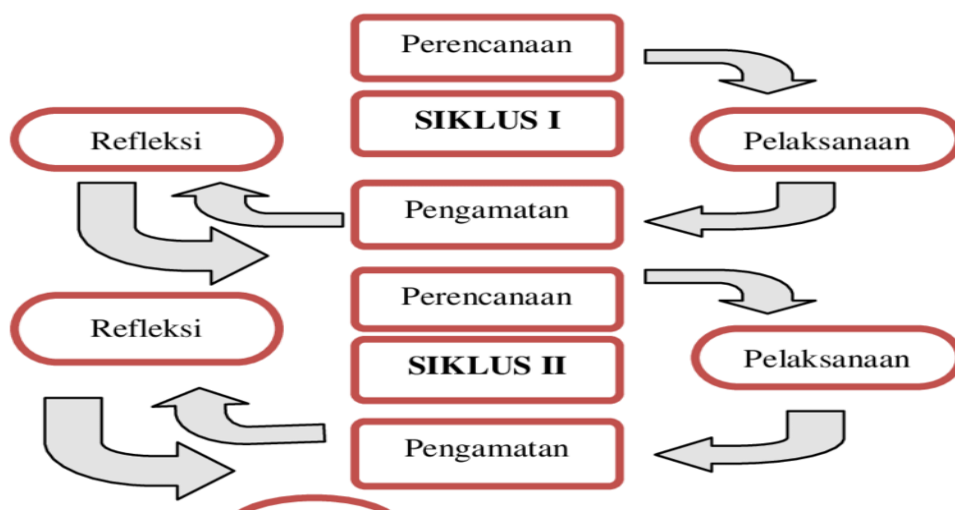 Perencanaan
SIKLUS I
Refleksi
Pelaksanaan
Pengamatan
Perencanaan
Refleksi
SIKLUS II
Pelaksanaan
Pengamatan